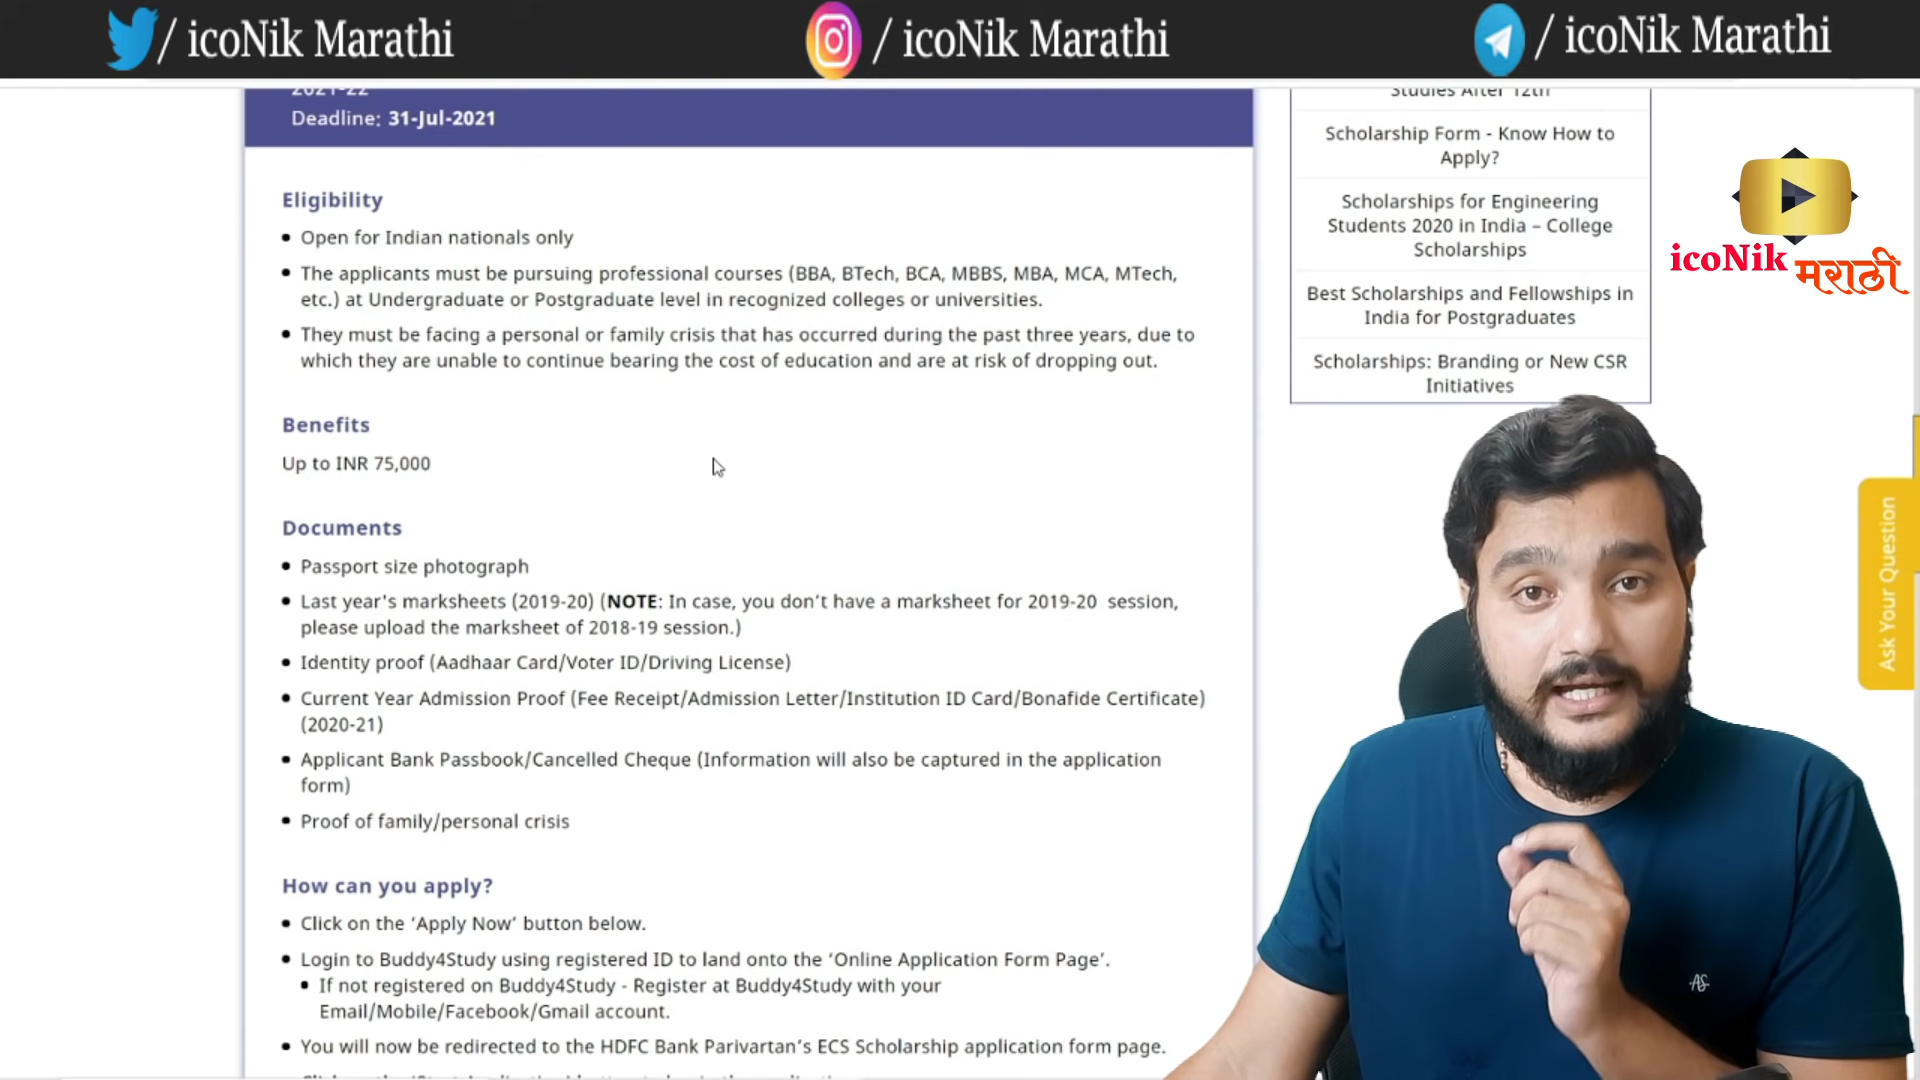 / icoNik Marathi
/ icoNik Marathi
/ icoNik Marathi
2021-22
Deadline: 31-Jul-2021
Eligibility
• Open for Indian nationals only
• The applicants must be pursuing professional courses (BBA, BTech, BCA, MBBS, MBA, MCA, MTech,
etc.) at Undergraduate or Postgraduate level in recognized colleges or universities.
• They must be facing a personal or family crisis that has occurred during the past three years, due to
which they are unable to continue bearing the cost of education and are at risk of dropping out.
Benefits
Up to INR 75,000
Documents
• Passport size photograph
• Last year's marksheets (2019-20) (NOTE: In case, you don’t have a marksheet for 2019-20 session,
please upload the marksheet of 2018-19 session.)
• Identity proof (Aadhaar Card/Voter ID/Driving License)
• Current Year Admission Proof (Fee Receipt/Admission Letter/Institution ID Card/Bonafide Certificate)
(2020-21)
• Applicant Bank Passbook/Cancelled Cheque (Information will also be captured in the application
form)
• Proof of family/personal crisis
How can you apply?
• Click on the ‘Apply Now’ button below.
• Login to Buddy4Study using registered ID to land onto the ‘Online Application Form Page’.
• If not registered on Buddy4Study - Register at Buddy4Study with your
Email/Mobile/Facebook/Gmail account.
• You will now be redirected to the HDFC Bank Parivartan’s ECS Scholarship application form page.
Studies After 12th
Scholarship Form - Know How to
Apply?
Scholarships for Engineering
Students 2020 in India – College
Scholarships
Best Scholarships and Fellowships in
India for Postgraduates
Scholarships: Branding or New CSR
Initiatives
icoNik मराठी
Ask Your Question
AS